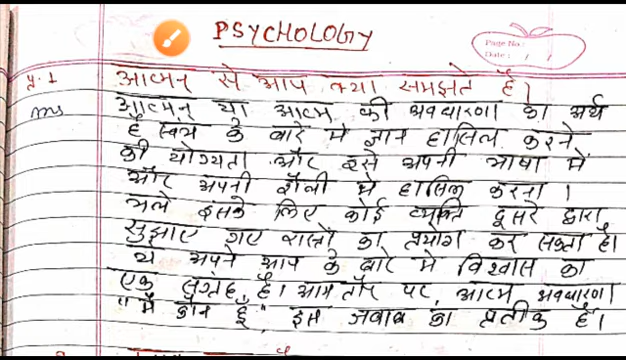 PSYCHOLOGY
Page No.
Date: / /
प्र. 1 आत्मन् से आप क्या समझते हैं।
Ans आत्मन् या आत्म की अवधारणा का अर्थ
है स्वयं के बारे में ज्ञान हासिल करने
की योग्यता और इसे अपनी भाषा में
और अपनी शैली में हासिल करना।
भले इसके लिए कोई व्यक्ति दूसरे द्वारा
सुझाए गए रास्तों का प्रयोग कर सकता है।
ये अपने आप के बारे में विश्वास का
एक संग्रह है। आम तौर पर, आत्म अवधारणा
"मैं कौन हूँ" इस जवाब का प्रतीक है।